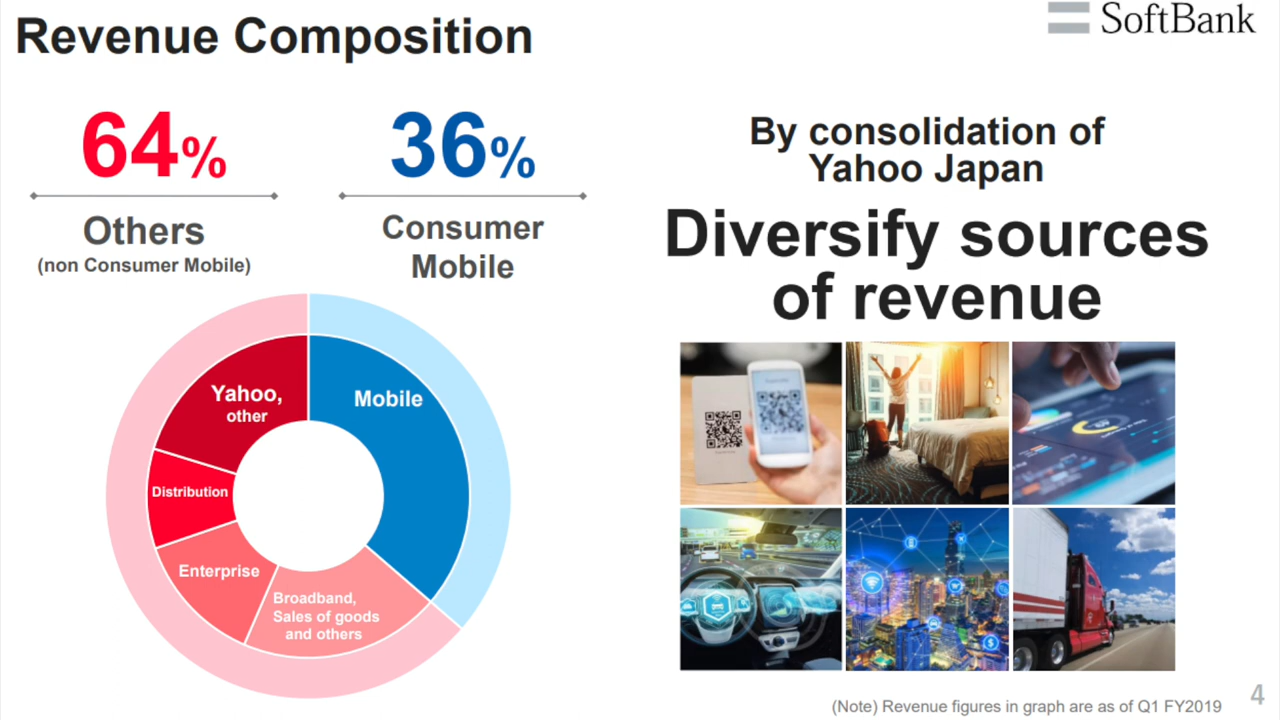 Revenue Composition
SoftBank
64%
Others
(non Consumer Mobile)
36%
Consumer
Mobile
Yahoo,
other
Mobile
Distribution
Enterprise
Broadband,
Sales of goods
and others
By consolidation of
Yahoo Japan
Diversify sources
of revenue
(Note) Revenue figures in graph are as of Q1 FY2019
4